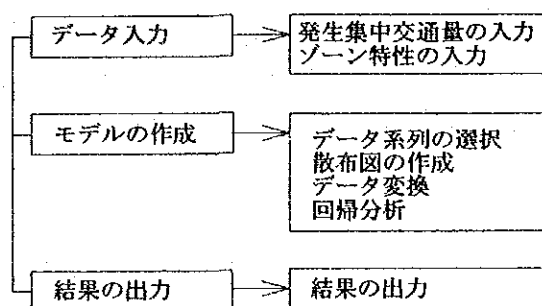 データ入力
発生集中交通量の入力
ゾーン特性の入力
モデルの作成
データ系列の選択
散布図の作成
データ変換
回帰分析
結果の出力
結果の出力